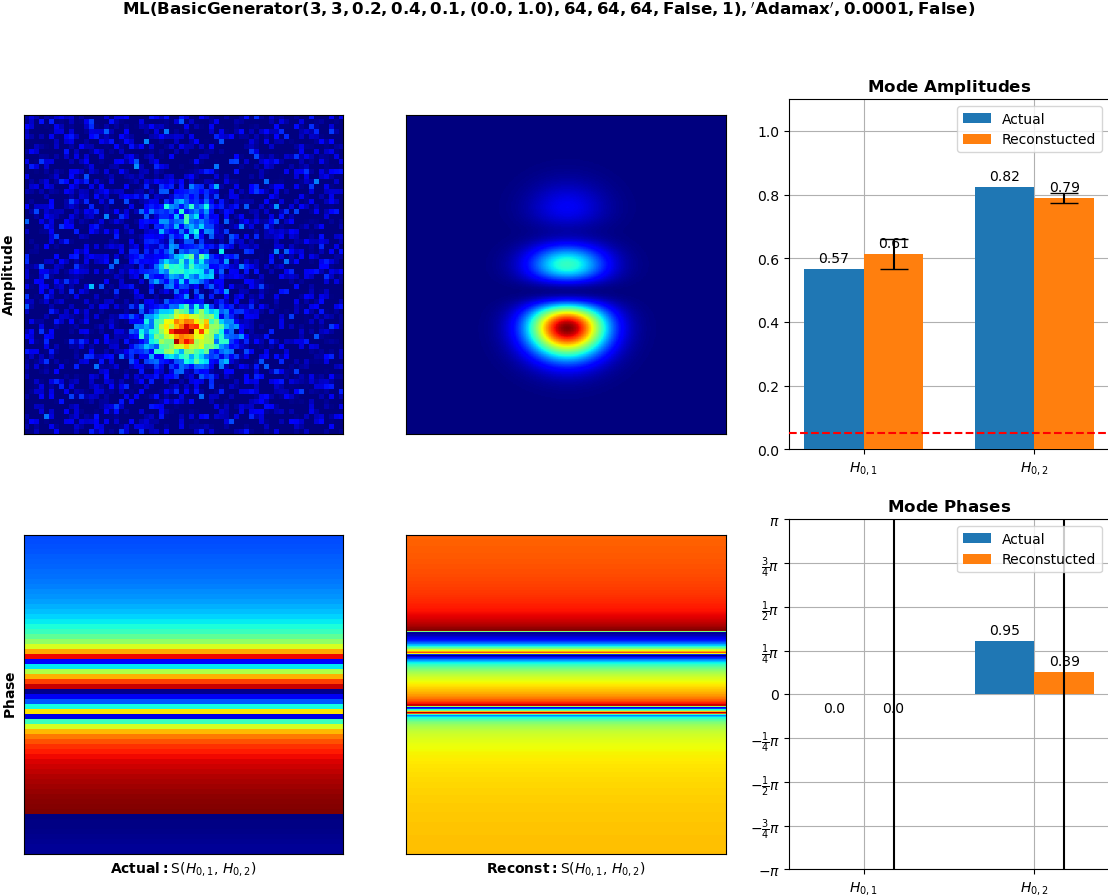 ML(BasicGenerator(3, 3, 0.2, 0.4, 0.1, (0.0, 1.0), 64, 64, 64, False, 1), ′Adamax′, 0.0001, False)
Amplitude
Mode Amplitudes
Actual
Reconstucted
1.0
0.8
0.6
0.4
0.2
0.0
0.57
0.61
0.82
0.79
H0,1
H0,2
Phase
Actual: S(H0,1, H0,2)
Reconst: S(H0,1, H0,2)
Mode Phases
Actual
Reconstucted
π
3/4π
1/2π
1/4π
0
−1/4π
−1/2π
−3/4π
−π
0.0
0.0
0.95
0.39
H0,1
H0,2